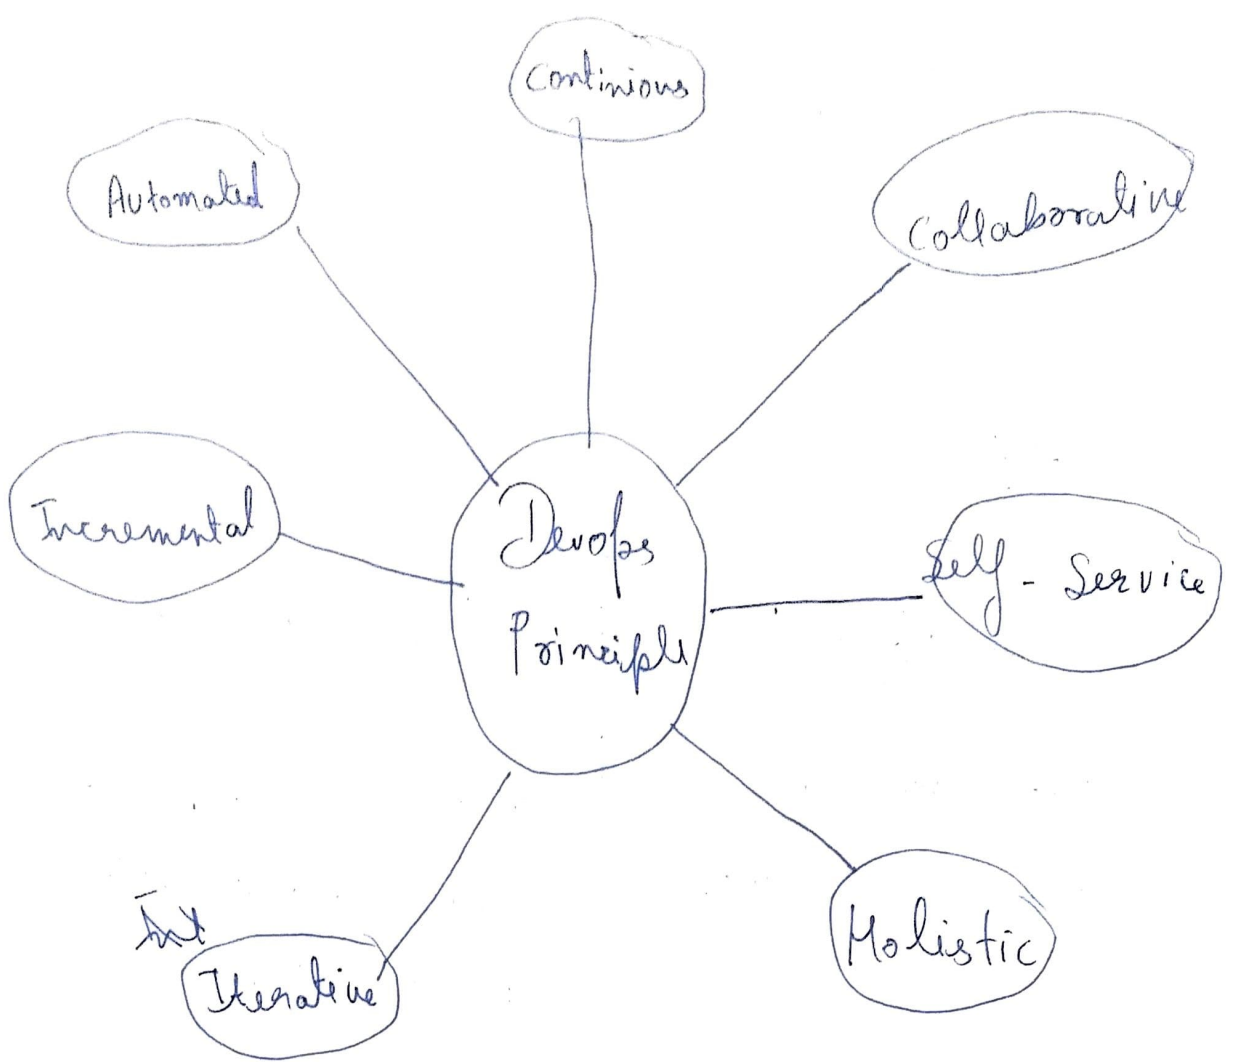 Continious
Automated
Collaborative
Incremental
Devops
Principle
Self - Service
Holistic
Iterative